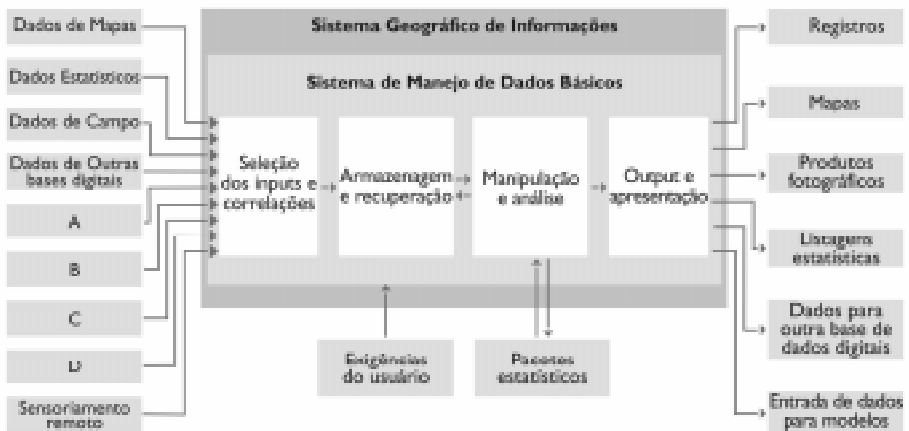 Sistema Geográfico de Informações
Sistema de Manejo de Dados Básicos
Dados de Mapas
Dados Estatísticos
Dados de Campo
Dados de Outras
bases digitais
A
B
C
D
Sensoriamento
remoto
Seleção
dos inputs e
correlações
Armazenagem
e recuperação
Manipulação
e análise
Output e
apresentação
Exigências
do usuário
Pacotes
estatísticos
Registros
Mapas
Produtos
fotográficos
Listagens
estatísticas
Dados para
outra base de
dados digitais
Entrada de dados
para modelos